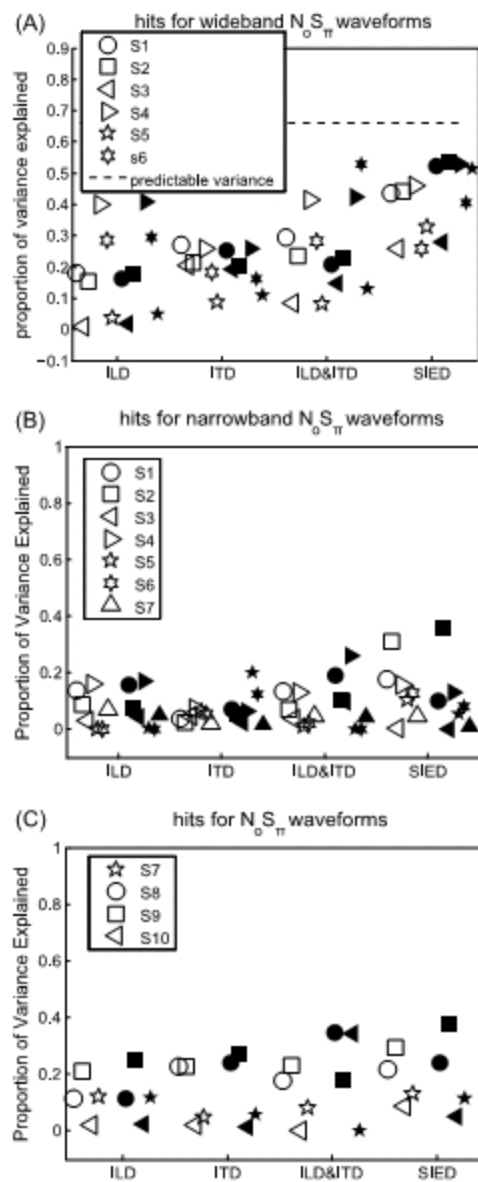 (A) hits for wideband NoSπ waveforms
proportion of variance explained
0.9
0.8
0.7
0.6
0.5
0.4
0.3
0.2
0.1
0
−0.1
S1
S2
S3
S4
S5
s6
predictable variance
ILD ITD ILD&ITD SIED
(B) hits for narrowband NoSπ waveforms
Proportion of Variance Explained
1
0.8
0.6
0.4
0.2
0
S1
S2
S3
S4
S5
S6
S7
ILD ITD ILD&ITD SIED
(C) hits for NoSπ waveforms
Proportion of Variance Explained
1
0.8
0.6
0.4
0.2
0
S7
S8
S9
S10
ILD ITD ILD&ITD SIED